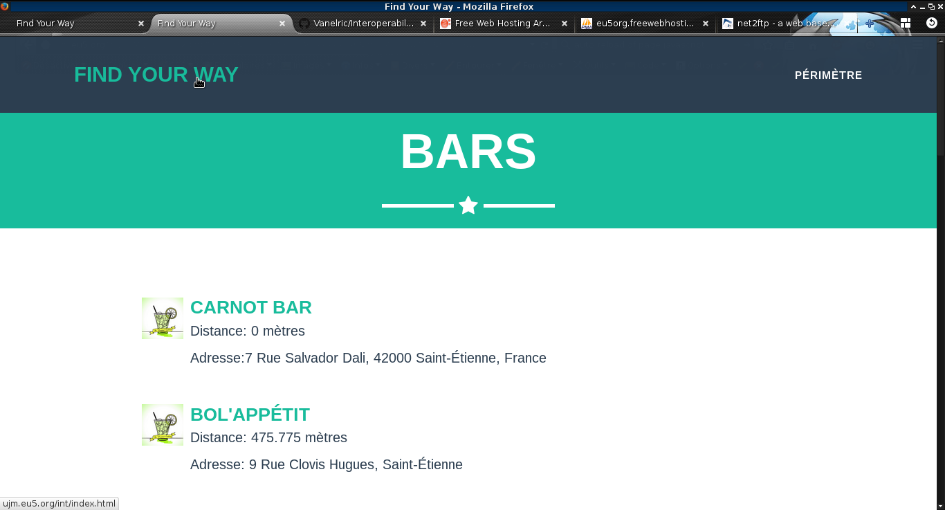 Find Your Way - Mozilla Firefox
Find Your Way
Find Your Way
Vanelric/Interoperabil...
Free Web Hosting Ar...
eu5org.freewebhosti...
net2ftp - a web base...
FIND YOUR WAY
PÉRIMÈTRE
BARS
CARNOT BAR
Distance: 0 mètres
Adresse:7 Rue Salvador Dali, 42000 Saint-Étienne, France
BOL'APPÉTIT
Distance: 475.775 mètres
Adresse: 9 Rue Clovis Hugues, Saint-Étienne
ujm.eu5.org/int/index.html